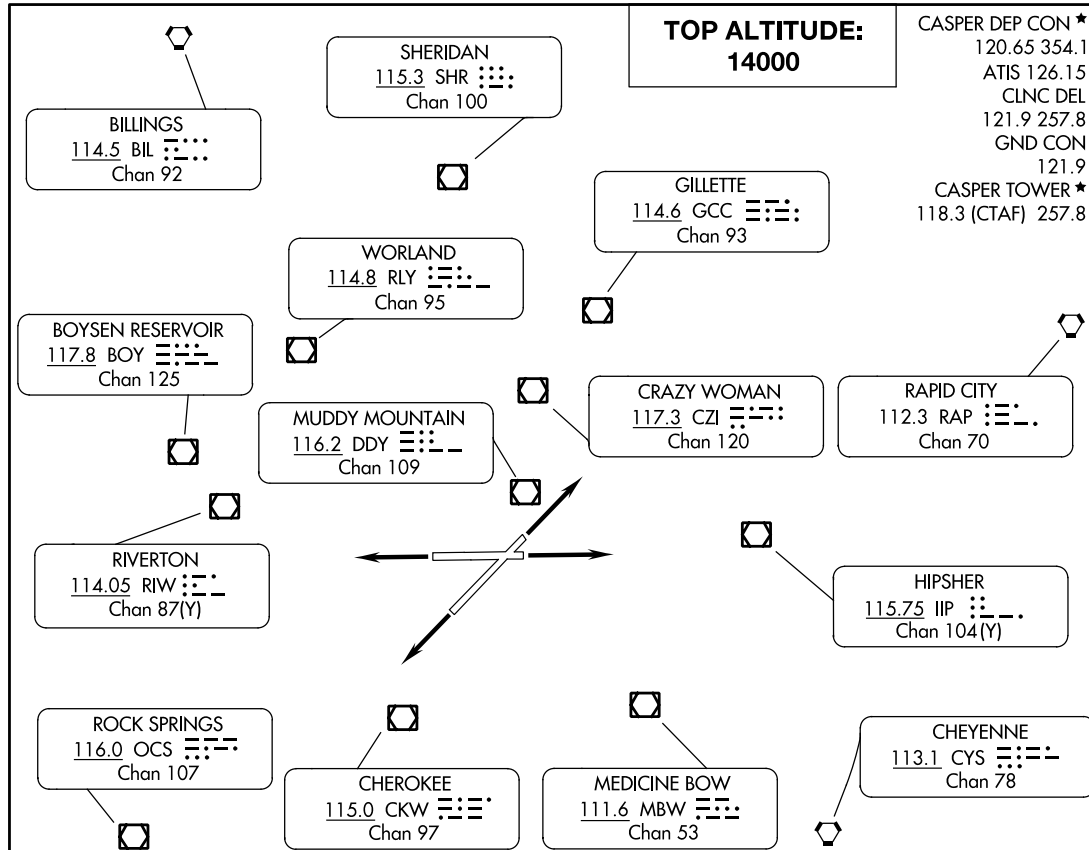 TOP ALTITUDE:
14000
CASPER DEP CON ★
120.65 354.1
ATIS 126.15
CLNC DEL
121.9 257.8
GND CON
121.9
CASPER TOWER ★
118.3 (CTAF) 257.8
SHERIDAN
115.3 SHR
Chan 100
BILLINGS
114.5 BIL
Chan 92
GILLETTE
114.6 GCC
Chan 93
WORLAND
114.8 RLY
Chan 95
BOYSEN RESERVOIR
117.8 BOY
Chan 125
MUDDY MOUNTAIN
116.2 DDY
Chan 109
CRAZY WOMAN
117.3 CZI
Chan 120
RAPID CITY
112.3 RAP
Chan 70
RIVERTON
114.05 RIW
Chan 87(Y)
HIPSHER
115.75 IIP
Chan 104(Y)
ROCK SPRINGS
116.0 OCS
Chan 107
CHEROKEE
115.0 CKW
Chan 97
MEDICINE BOW
111.6 MBW
Chan 53
CHEYENNE
113.1 CYS
Chan 78